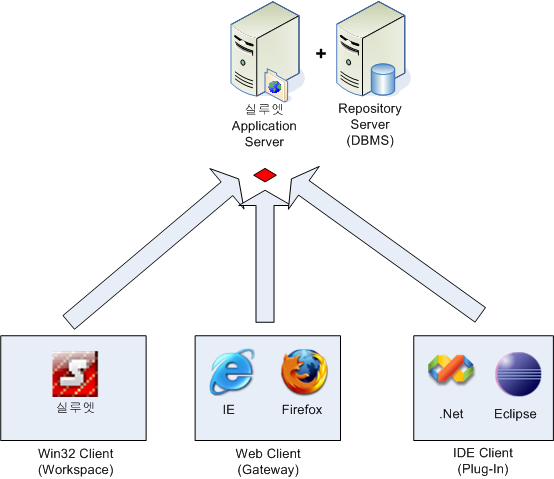 +
실루엣
Application
Server
Repository
Server
(DBMS)
실루엣
IE
Firefox
.Net
Eclipse
Win32 Client
(Workspace)
Web Client
(Gateway)
IDE Client
(Plug-In)